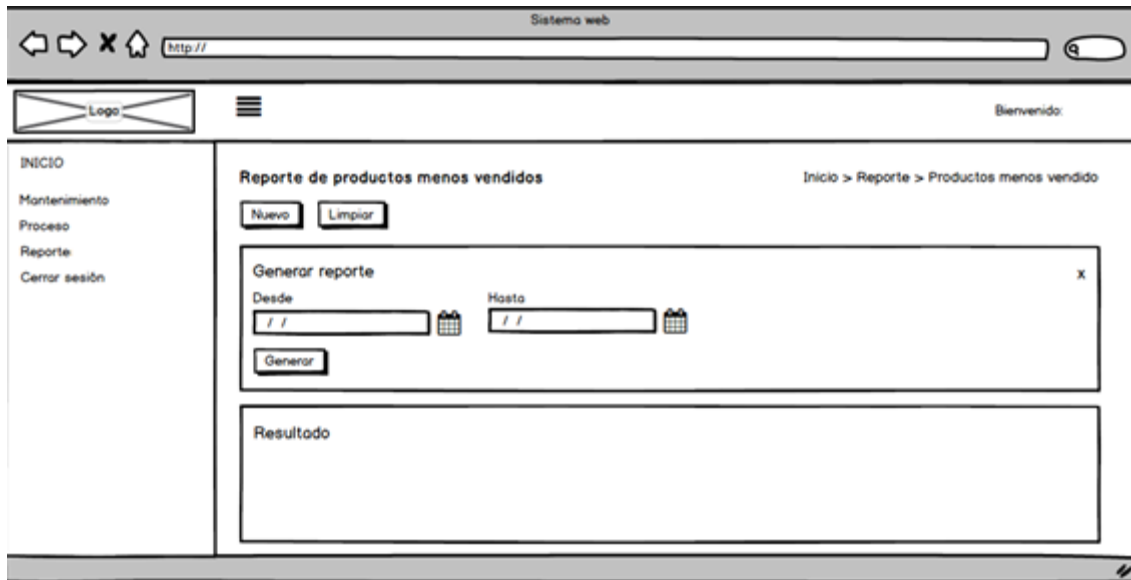 Sistema web
http://
Logo
Bienvenido:
INICIO
Mantenimiento
Proceso
Reporte
Cerrar sesión
Reporte de productos menos vendidos
Inicio > Reporte > Productos menos vendido
Nuevo Limpiar
Generar reporte
x
Desde Hasta
/ / / /
Generar
Resultado